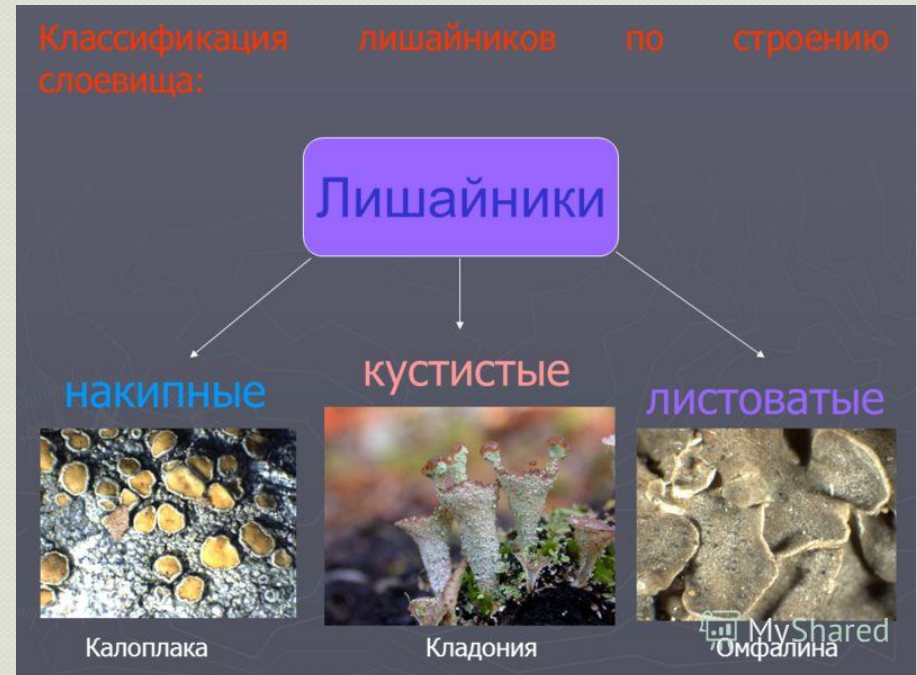 Классификация лишайников по строению
слоевища:
Лишайники
накипные
кустистые
листоватые
Калоплака
Кладония
Омфалина
MyShared